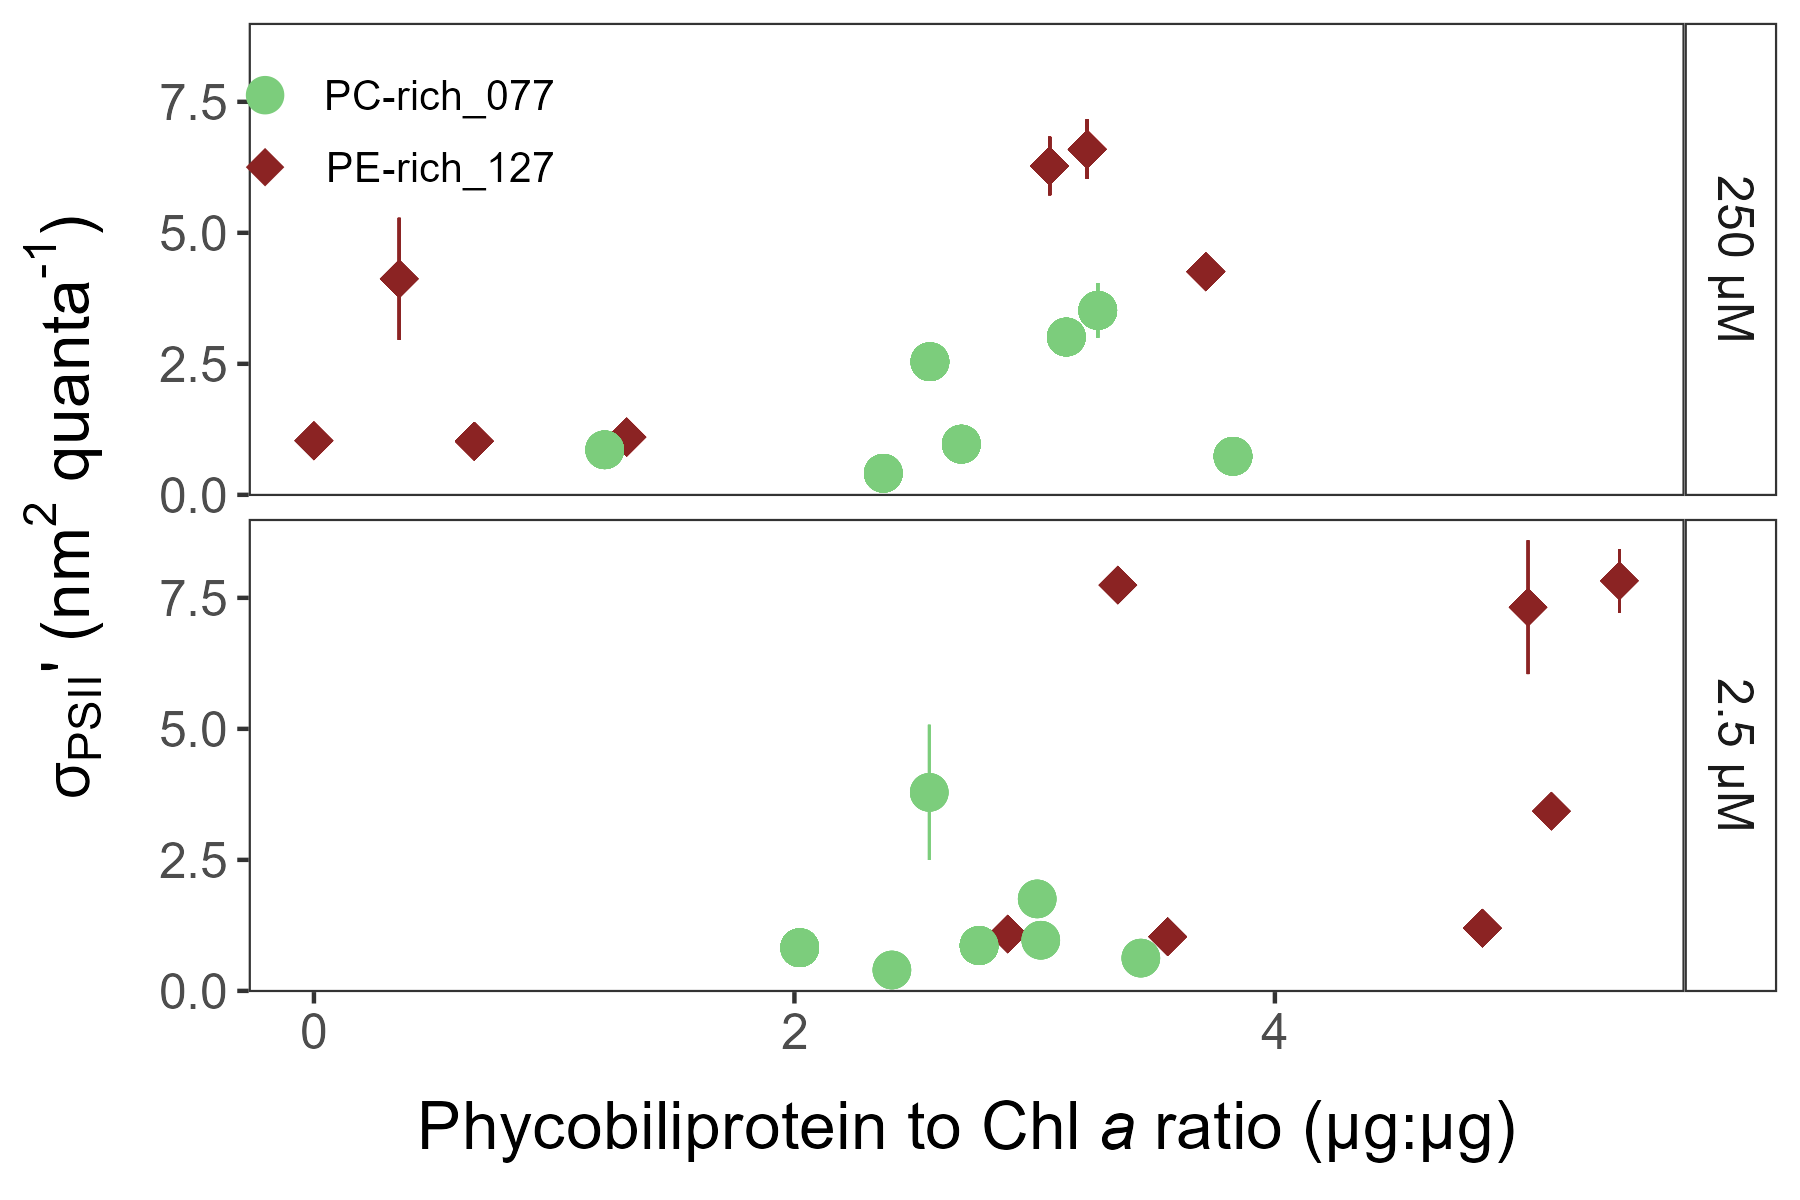 PC-rich_077
PE-rich_127
7.5
5.0
2.5
0.0
250 µM
7.5
5.0
2.5
0.0
2.5 µM
0 2 4
σPSII' (nm² quanta⁻¹)
Phycobiliprotein to Chl a ratio (µg:µg)